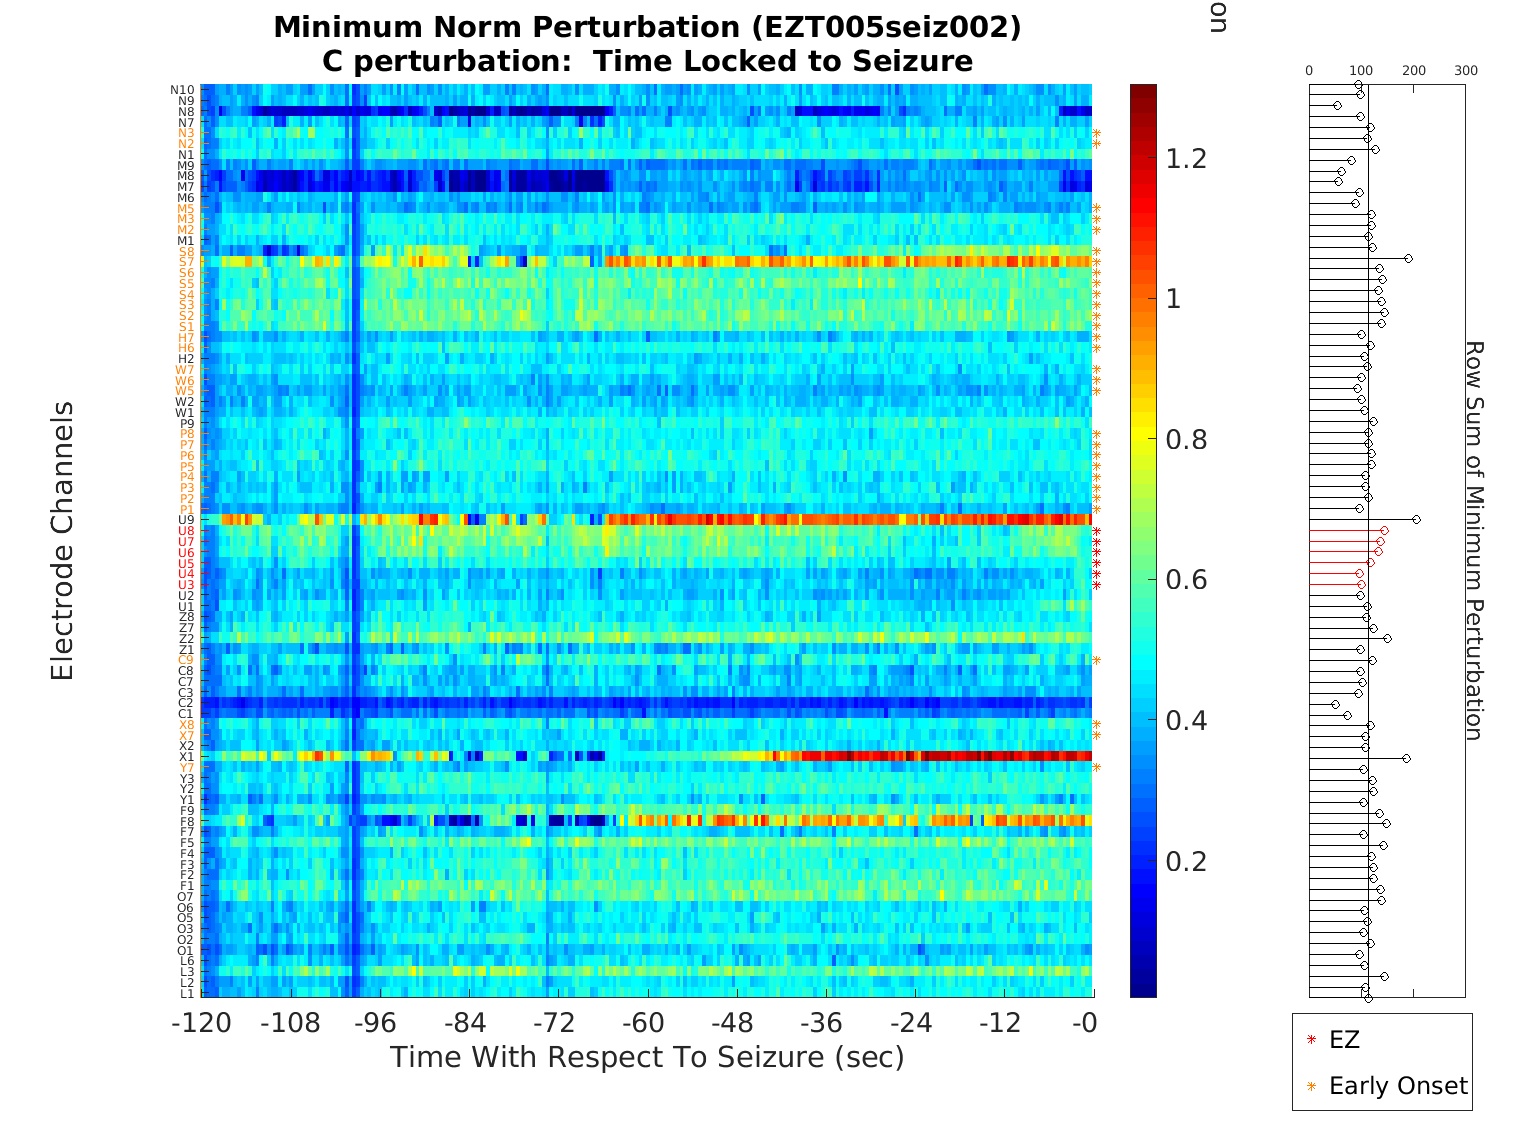 Minimum Norm Perturbation (EZT005seiz002)
C perturbation:  Time Locked to Seizure
on
Electrode Channels
N10
N9
N8
N7
N3
N2
N1
M9
M8
M7
M6
M5
M3
M2
M1
S8
S7
S6
S5
S4
S3
S2
S1
H7
H6
H2
W7
W6
W5
W2
W1
P9
P8
P7
P6
P5
P4
P3
P2
P1
U9
U8
U7
U6
U5
U4
U3
U2
U1
Z8
Z7
Z2
Z1
C9
C8
C7
C3
C2
C1
X8
X7
X2
X1
Y7
Y3
Y2
Y1
F9
F8
F7
F5
F4
F3
F2
F1
O7
O6
O5
O3
O2
O1
L6
L3
L2
L1
-120 -108 -96 -84 -72 -60 -48 -36 -24 -12 -0
Time With Respect To Seizure (sec)
1.2
1
0.8
0.6
0.4
0.2
0 100 200 300
Row Sum of Minimum Perturbation
EZ
Early Onset